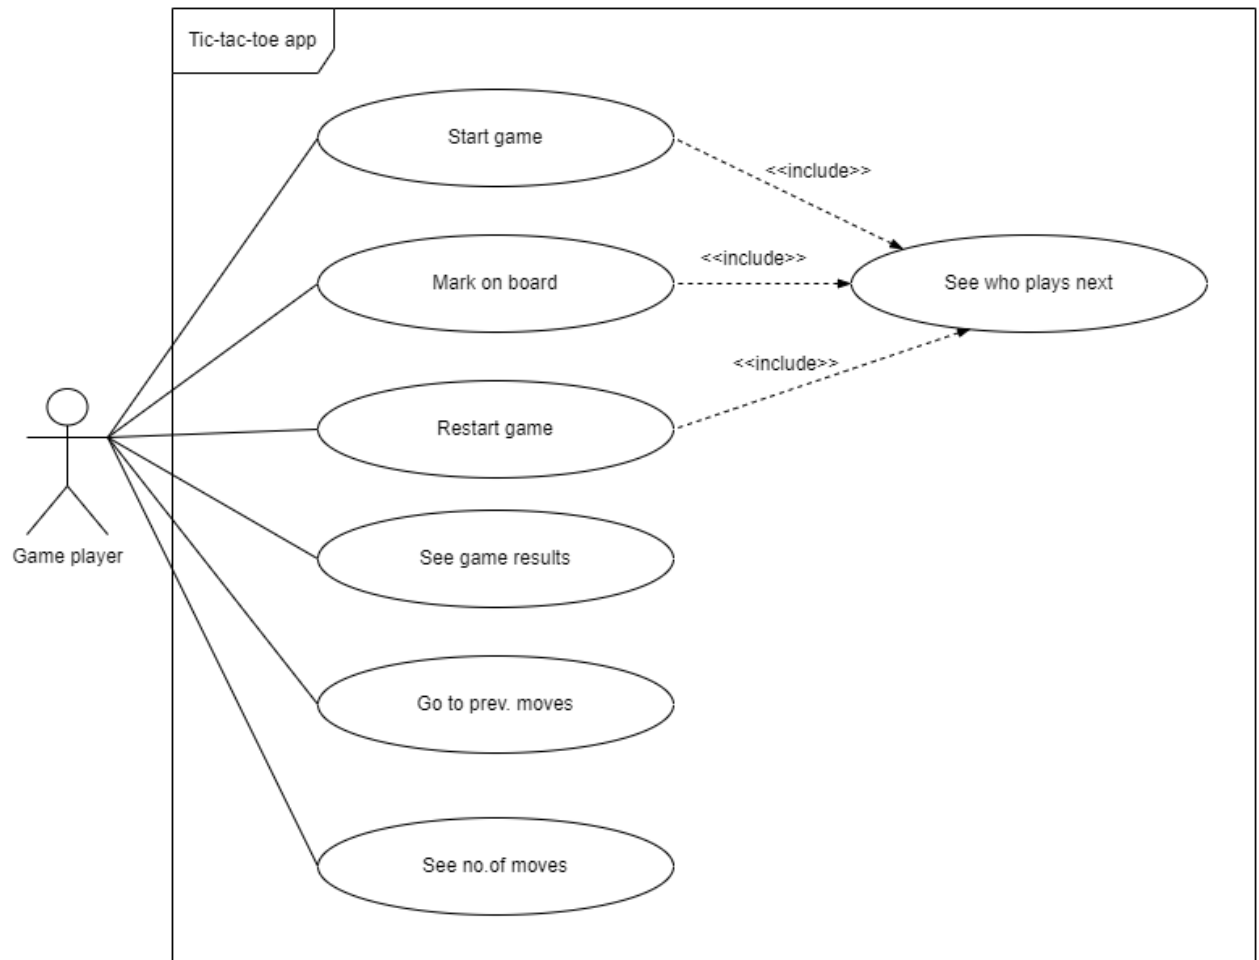 Tic-tac-toe app
Start game
<<include>>
Mark on board
<<include>>
See who plays next
<<include>>
Restart game
Game player
See game results
Go to prev. moves
See no.of moves